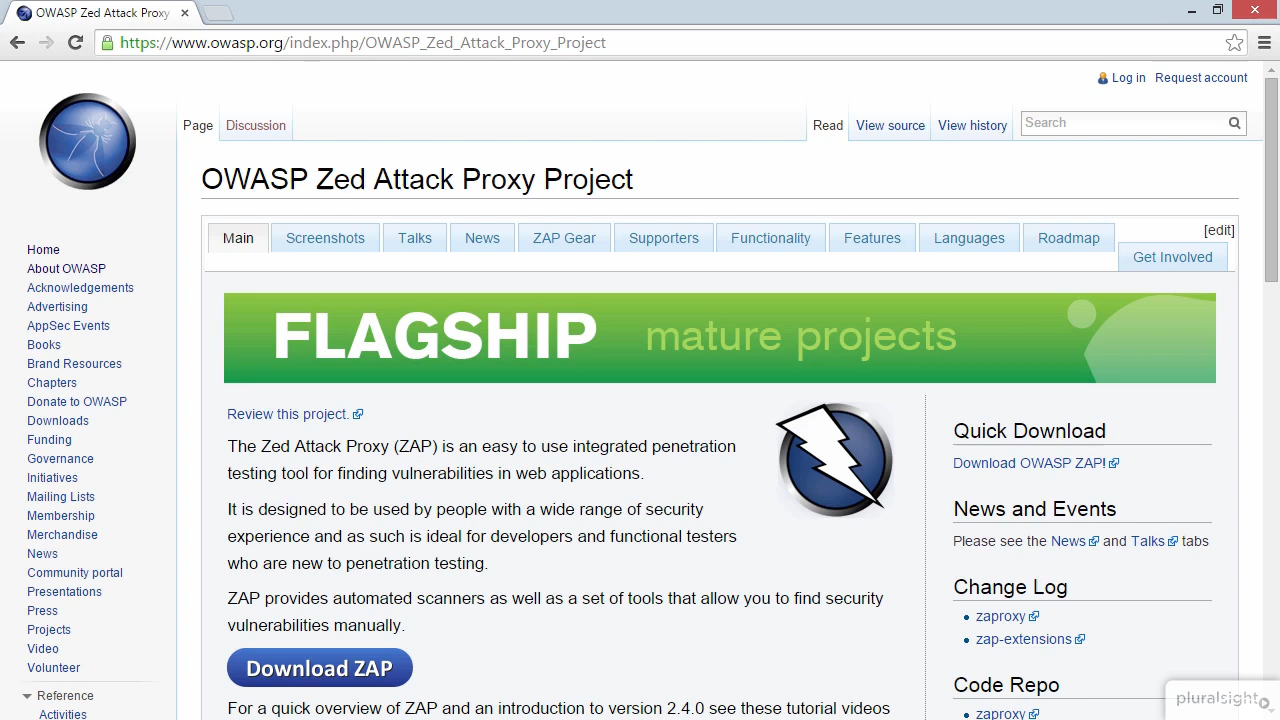 OWASP Zed Attack Proxy
https://www.owasp.org/index.php/OWASP_Zed_Attack_Proxy_Project
Log in Request account
Page Discussion Read View source View history Search
OWASP Zed Attack Proxy Project
[edit]
Main Screenshots Talks News ZAP Gear Supporters Functionality Features Languages Roadmap
Get Involved
FLAGSHIP mature projects
Home
About OWASP
Acknowledgements
Advertising
AppSec Events
Books
Brand Resources
Chapters
Donate to OWASP
Downloads
Funding
Governance
Initiatives
Mailing Lists
Membership
Merchandise
News
Community portal
Presentations
Press
Projects
Video
Volunteer
Reference
Activities
Review this project.
The Zed Attack Proxy (ZAP) is an easy to use integrated penetration
testing tool for finding vulnerabilities in web applications.
It is designed to be used by people with a wide range of security
experience and as such is ideal for developers and functional testers
who are new to penetration testing.
ZAP provides automated scanners as well as a set of tools that allow you to find security
vulnerabilities manually.
Download ZAP
For a quick overview of ZAP and an introduction to version 2.4.0 see these tutorial videos
Quick Download
Download OWASP ZAP!
News and Events
Please see the News and Talks tabs
Change Log
zaproxy
zap-extensions
Code Repo
zaproxy
pluralsight